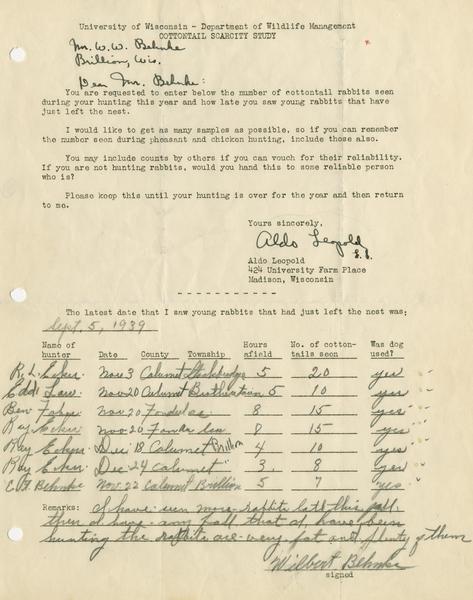 University of Wisconsin - Department of Wildlife Management
COTTONTAIL SCARCITY STUDY
Mr. W. W. Behnke
Brillion, Wis.
Dear Mr. Behnke:
You are requested to enter below the number of cottontail rabbits seen
during your hunting this year and how late you saw young rabbits that have
just left the nest.
I would like to get as many samples as possible, so if you can remember
the number seen during pheasant and chicken hunting, include those also.
You may include counts by others if you can vouch for their reliability.
If you are not hunting rabbits, would you hand this to some reliable person
who is?
Please keep this until your hunting is over for the year and then return
to me.
Yours sincerely,
Aldo Leopold
Aldo Leopold
424 University Farm Place
Madison, Wisconsin
- - - - - - - - - - - -
The latest date that I saw young rabbits that had just left the nest was:
Sept. 5, 1939
Name of hunter Date County Township Hours afield No. of cotton-tails seen Was dog used?
Nov 3 Calumet Stockbridge 5 20 yes
Nov 20 Calumet 5 10 yes
Ben Nov 20 8 15 yes
Ray Nov 20 8 15 yes
Ray Dec 18 Calumet Brillion 4 10 yes
Ray Dec 24 Calumet " 3 8 yes
Behnke Nov. 22 Calumet Brillion 5 7 yes
Remarks: I have seen more rabbits late this fall
then I have any fall that I have been
hunting the rabbits are very fat and plenty of them
Wilbert Behnke
signed